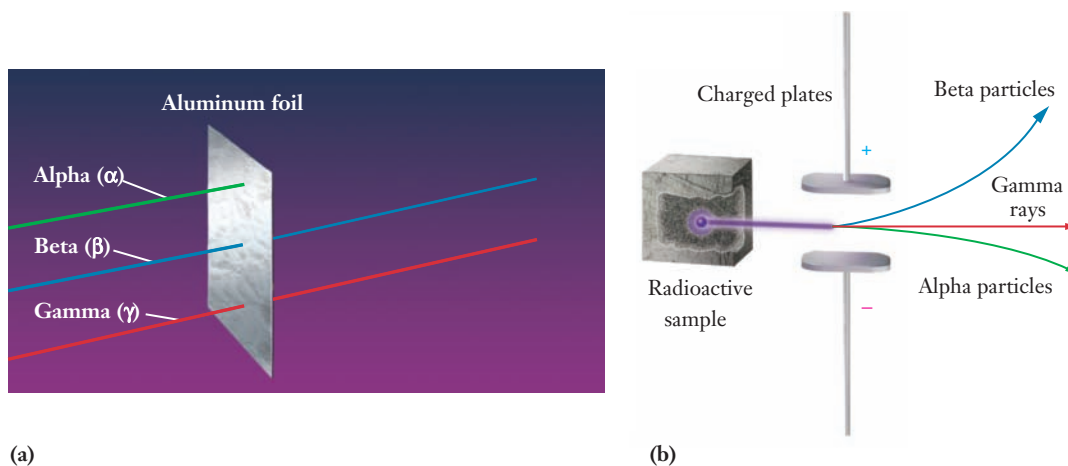 Aluminum foil
Alpha (α)
Beta (β)
Gamma (γ)
(a)
Charged plates
Beta particles
+
Gamma
rays
Radioactive
sample
Alpha particles
−
(b)